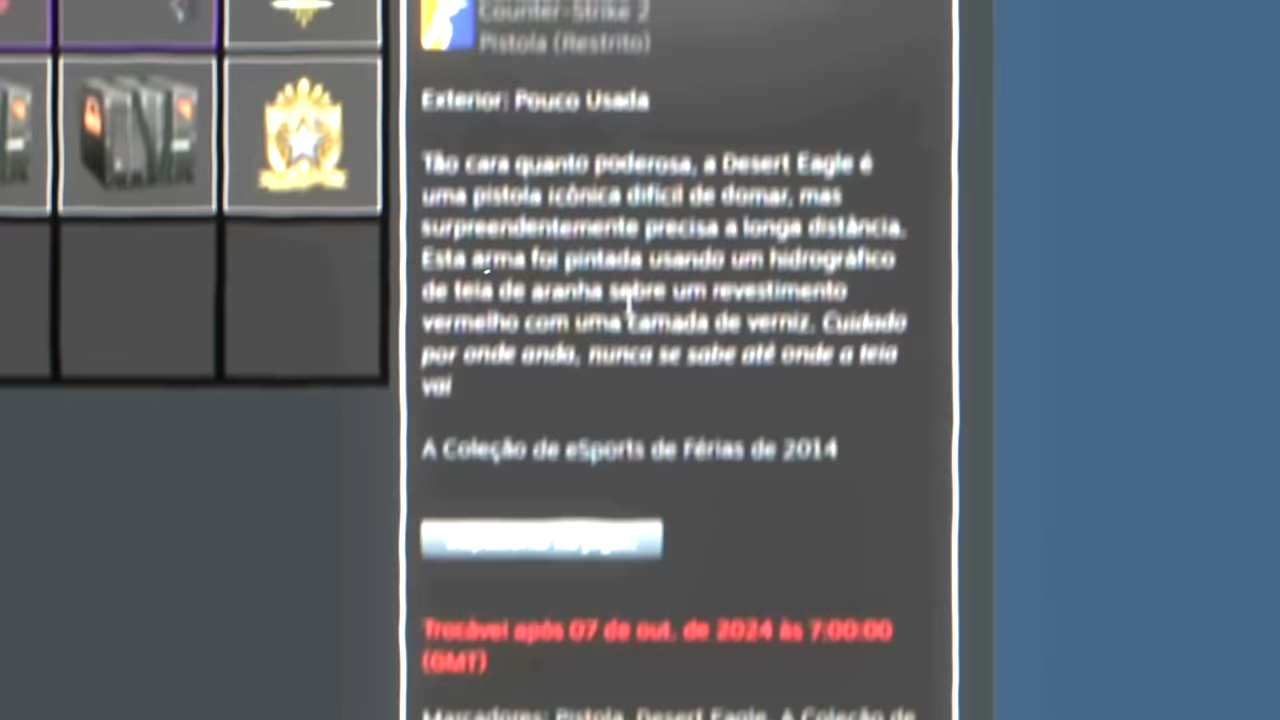 Counter-Strike 2
Pistola (Restrito)
Exterior: Pouco Usada
Tão cara quanto poderosa, a Desert Eagle é
uma pistola icônica difícil de domar, mas
surpreendentemente precisa a longa distância.
Esta arma foi pintada usando um hidrográfico
de teia de aranha sobre um revestimento
vermelho com uma camada de verniz. Cuidado
por onde anda, nunca se sabe até onde a teia
vai
A Coleção de eSports de Férias de 2014
Trocável após 07 de out. de 2024 às 7:00:00
(GMT)
Marcadores: Pistola, Desert Eagle, A Coleção de